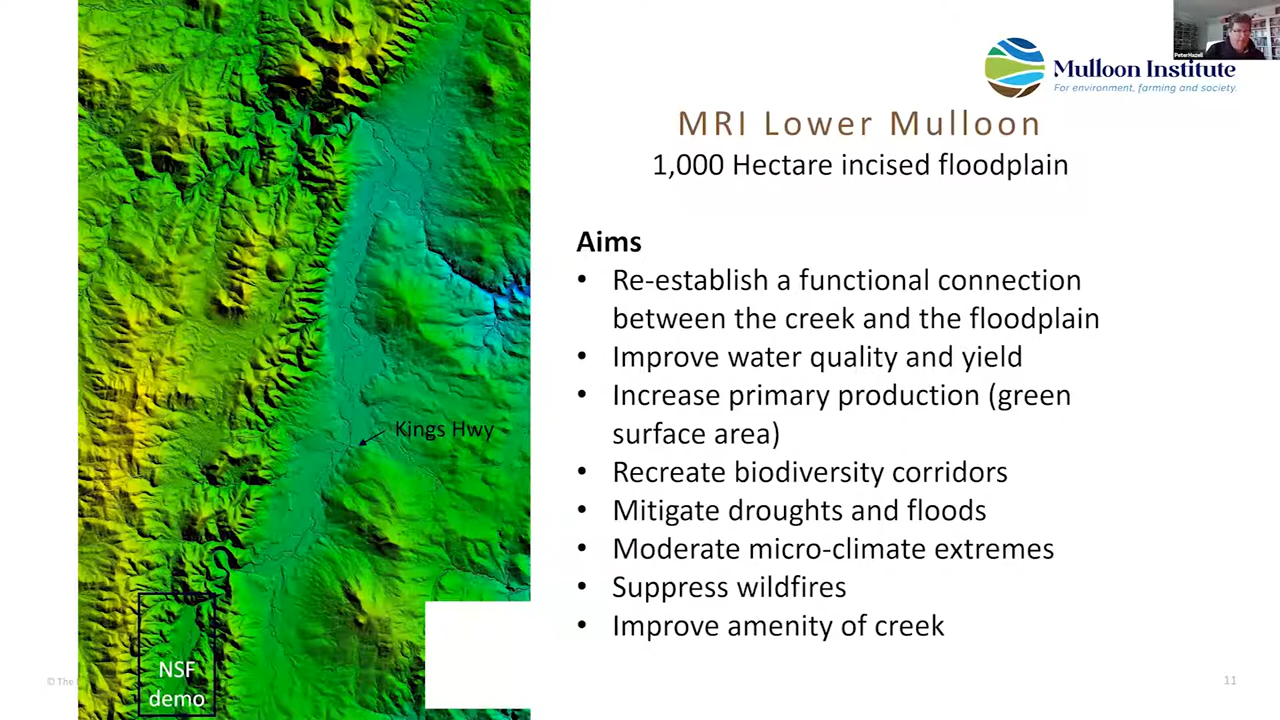 PeterHazell
Mulloon Institute
For environment, farming and society.
MRI Lower Mulloon
1,000 Hectare incised floodplain
Aims
• Re-establish a functional connection
between the creek and the floodplain
• Improve water quality and yield
• Increase primary production (green
surface area)
• Recreate biodiversity corridors
• Mitigate droughts and floods
• Moderate micro-climate extremes
• Suppress wildfires
• Improve amenity of creek
Kings Hwy
NSF
demo
© The
11